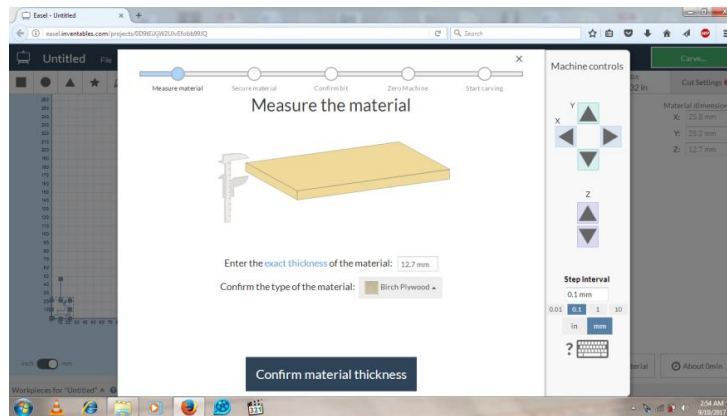 Easel - Untitled
easel.inventables.com/projects/
Search
Untitled
File
Carve...
Cut Settings
Measure material
Secure material
Confirm bit
Zero Machine
Start carving
Measure the material
Enter the exact thickness of the material: 12.7 mm
Confirm the type of the material: Birch Plywood
Confirm material thickness
Machine controls
Y
X
Z
Step Interval
0.1 mm
0.01 0.1 1 10
in mm
?
Material dimension
X: 25.8 mm
Y: 25.2 mm
Z: 12.7 mm
inch mm
About 0min
Workpieces for "Untitled"
321
2:54 AM